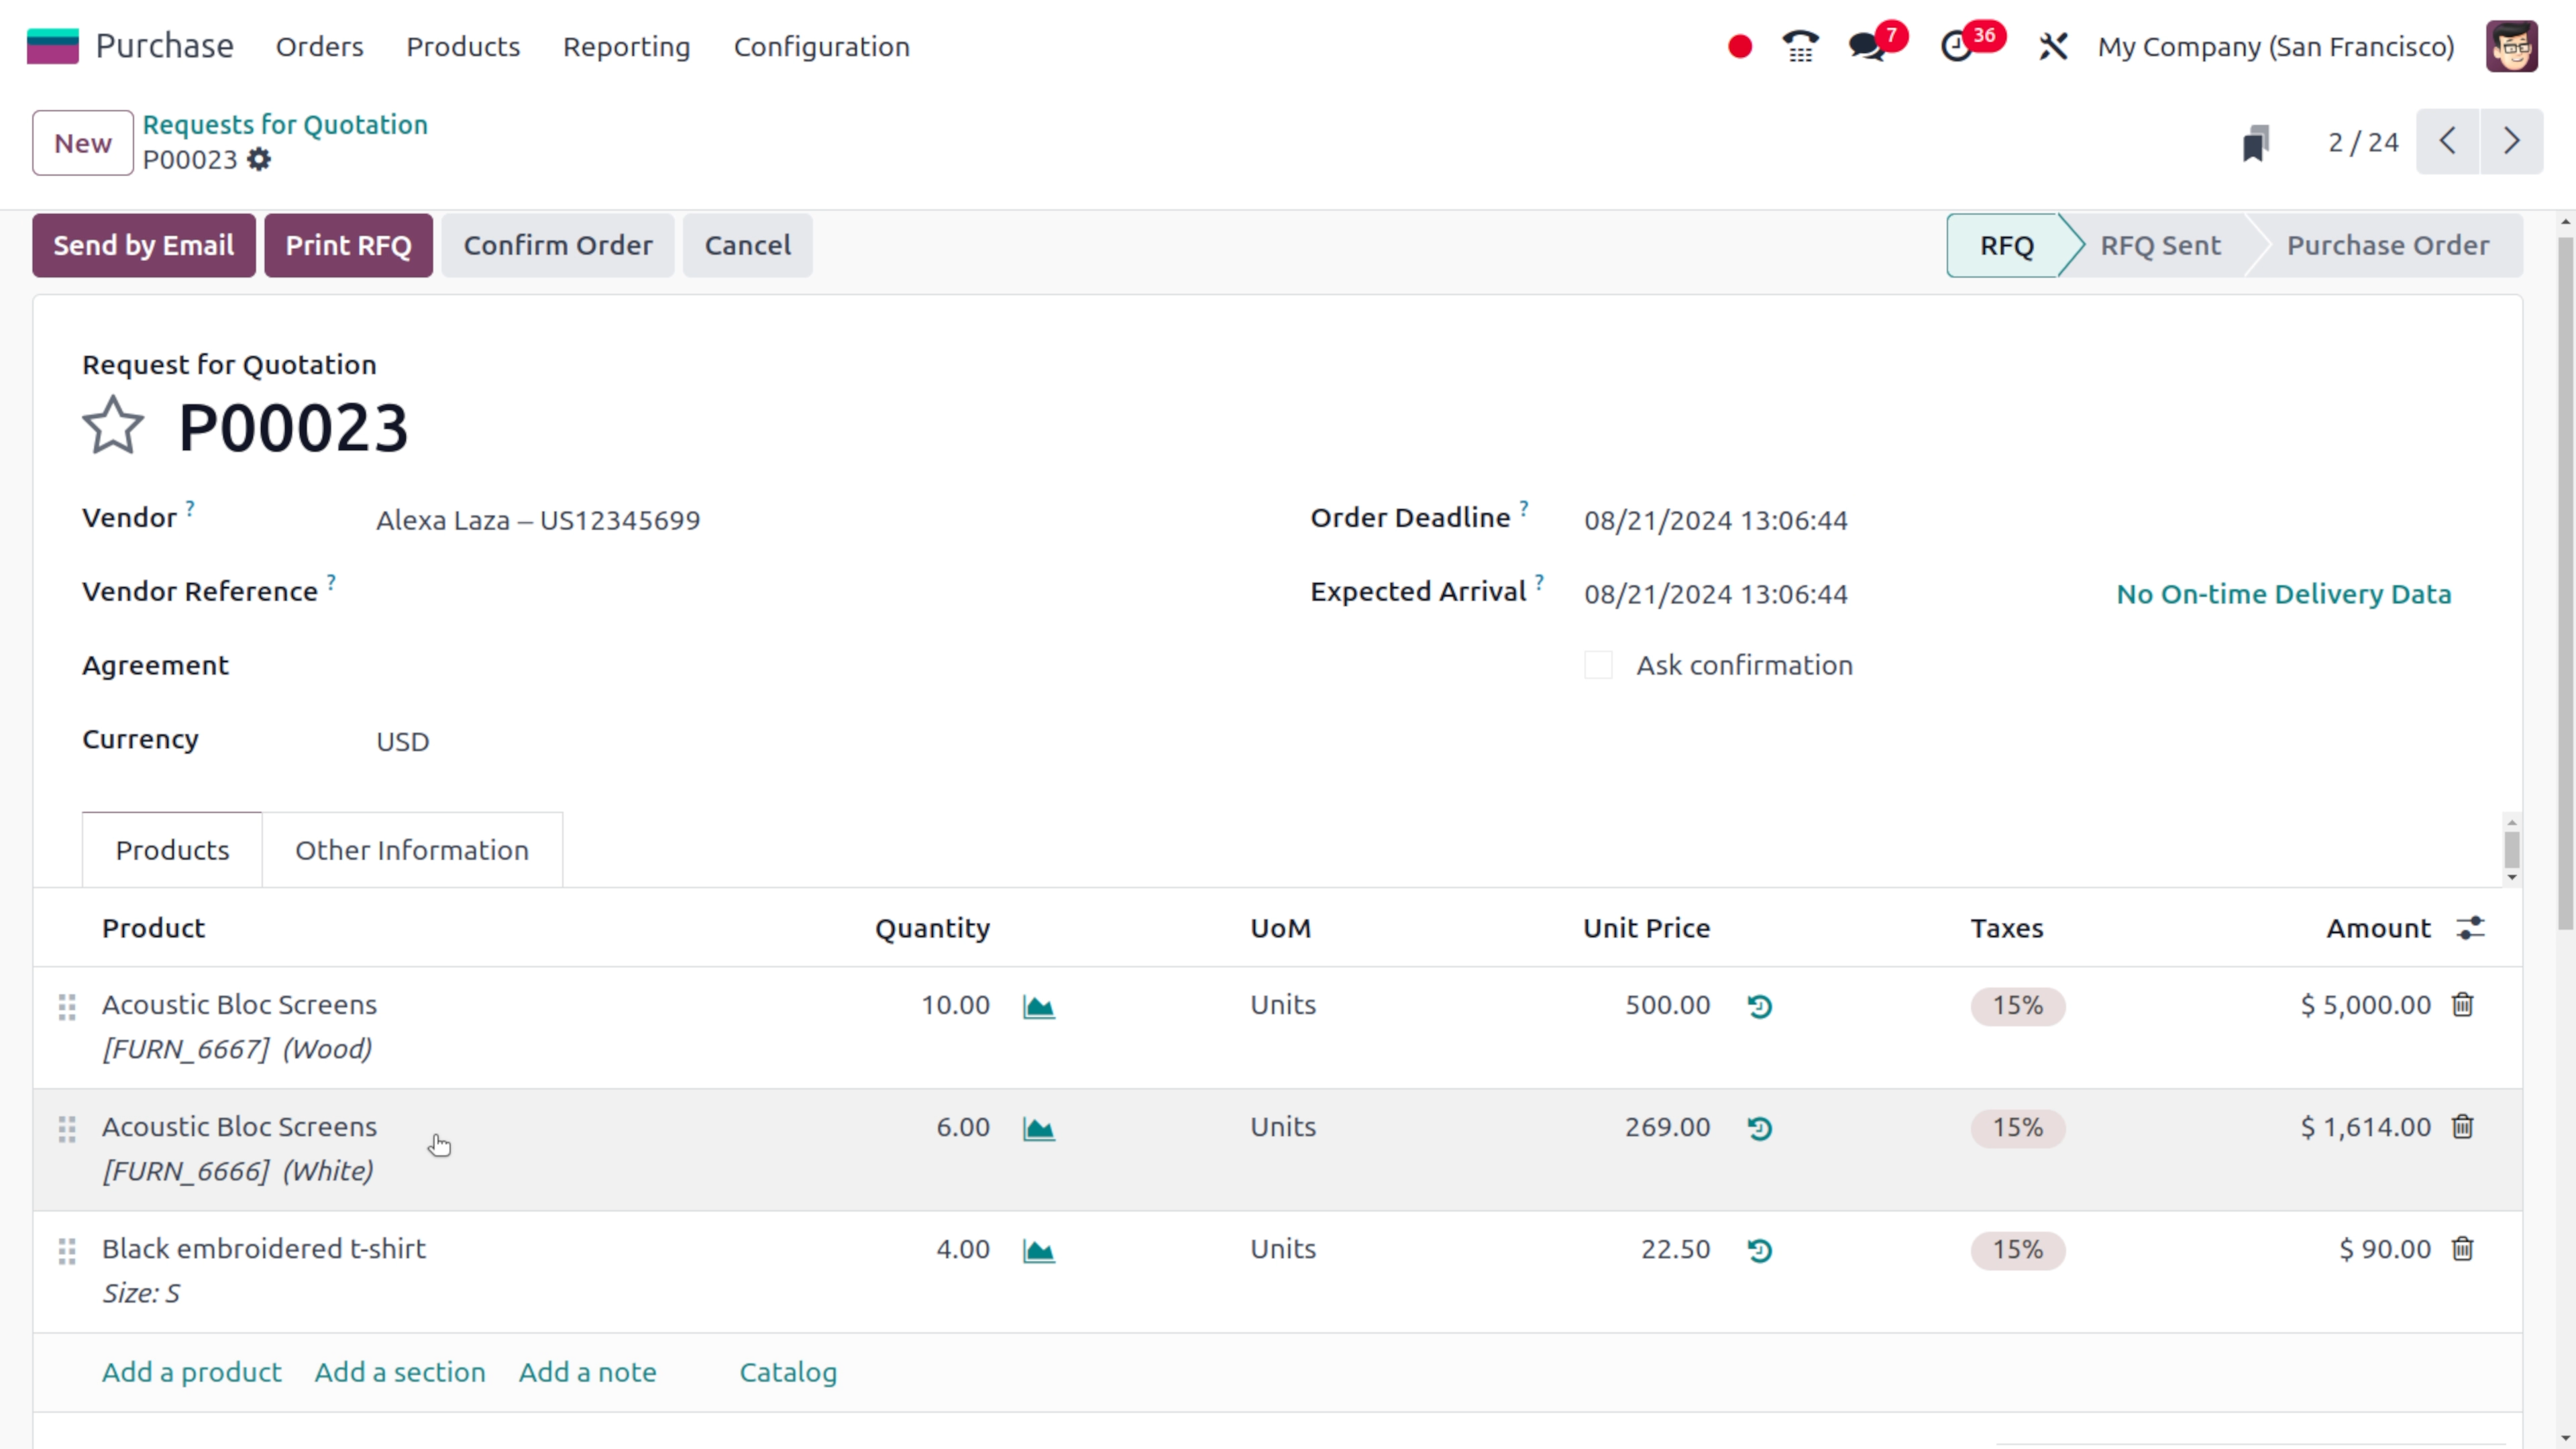 Purchase Orders Products Reporting Configuration 7 36 My Company (San Francisco)
New Requests for Quotation
P00023
2 / 24
Send by Email Print RFQ Confirm Order Cancel RFQ RFQ Sent Purchase Order
Request for Quotation
P00023
Vendor ? Alexa Laza – US12345699 Order Deadline ? 08/21/2024 13:06:44
Vendor Reference ? Expected Arrival ? 08/21/2024 13:06:44 No On-time Delivery Data
Agreement Ask confirmation
Currency USD
Products Other Information
Product Quantity UoM Unit Price Taxes Amount
Acoustic Bloc Screens 10.00 Units 500.00 15% $ 5,000.00
[FURN_6667] (Wood)
Acoustic Bloc Screens 6.00 Units 269.00 15% $ 1,614.00
[FURN_6666] (White)
Black embroidered t-shirt 4.00 Units 22.50 15% $ 90.00
Size: S
Add a product Add a section Add a note Catalog